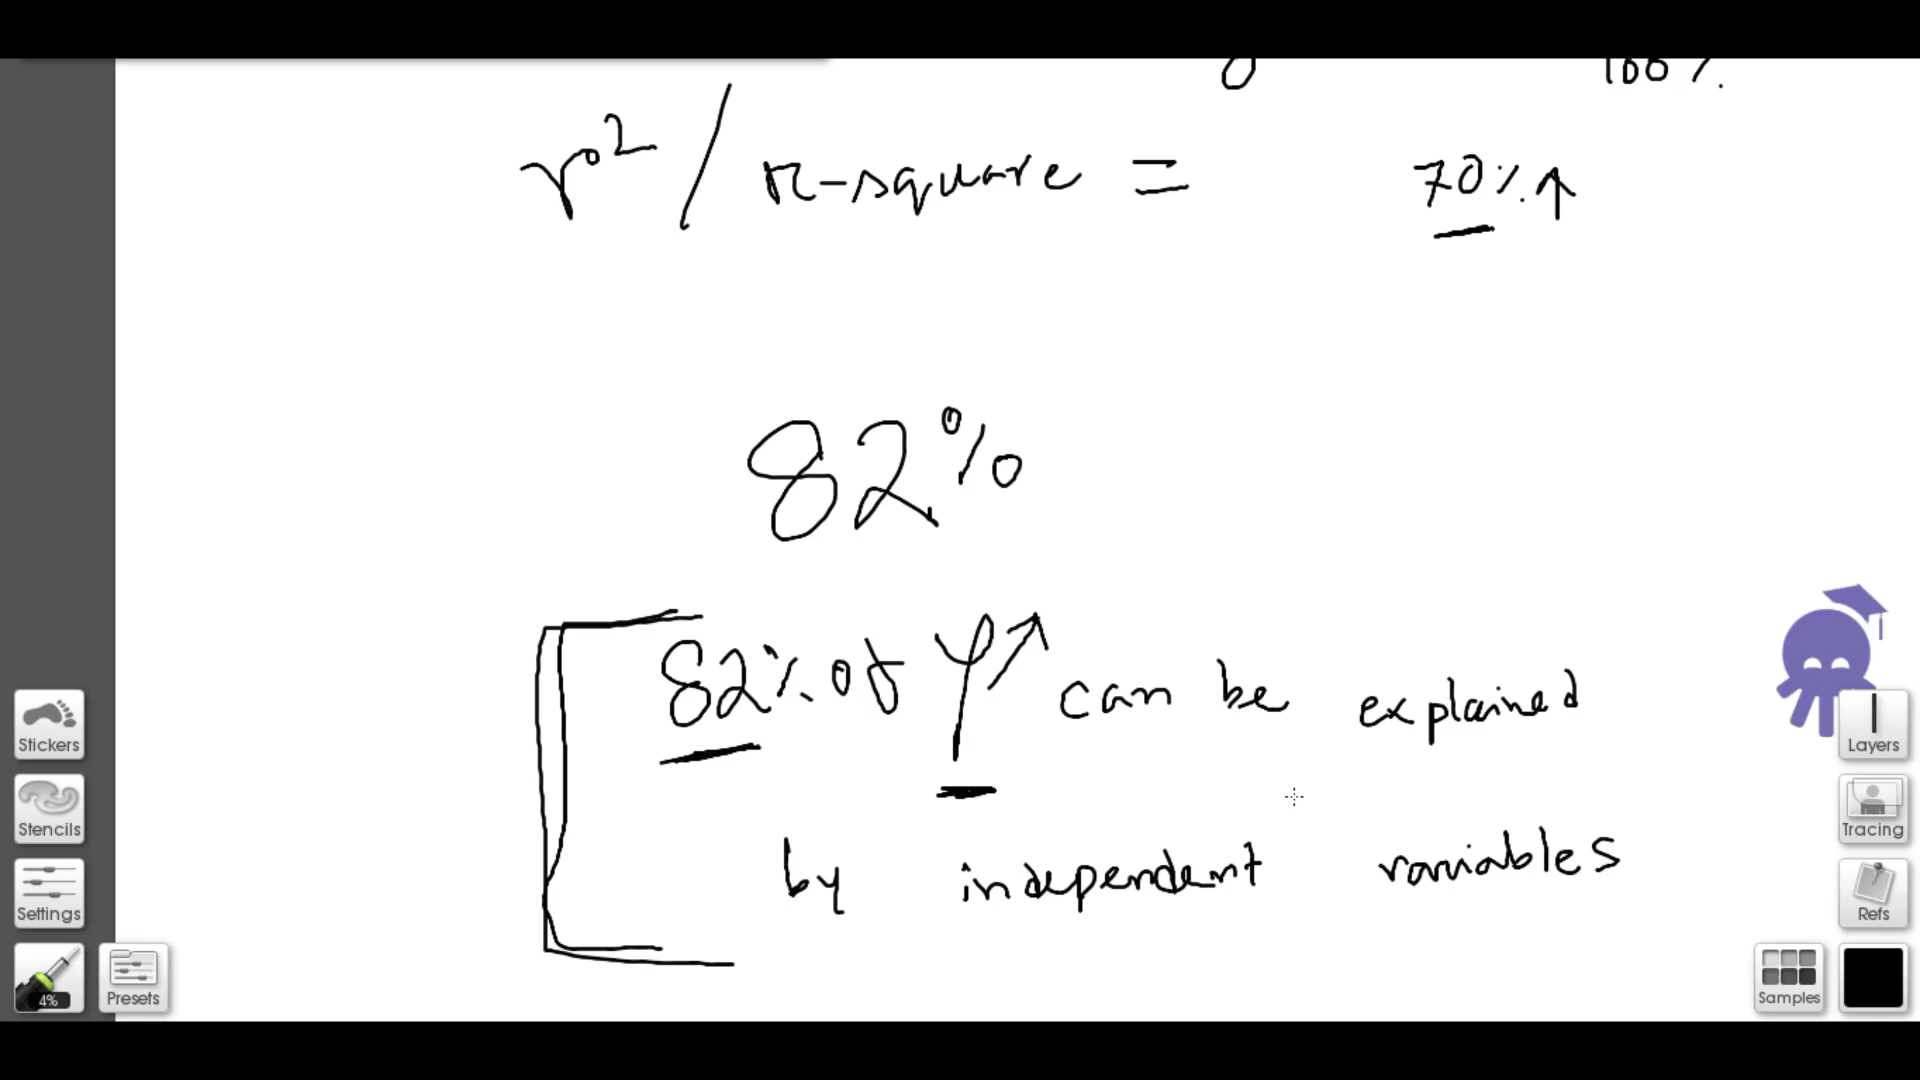 100%.
r² / r-square = 70% ↑
82%
82% of Y can be explained
by independent variables
Stickers
Stencils
Settings
4%
Presets
Layers
Tracing
Refs
Samples